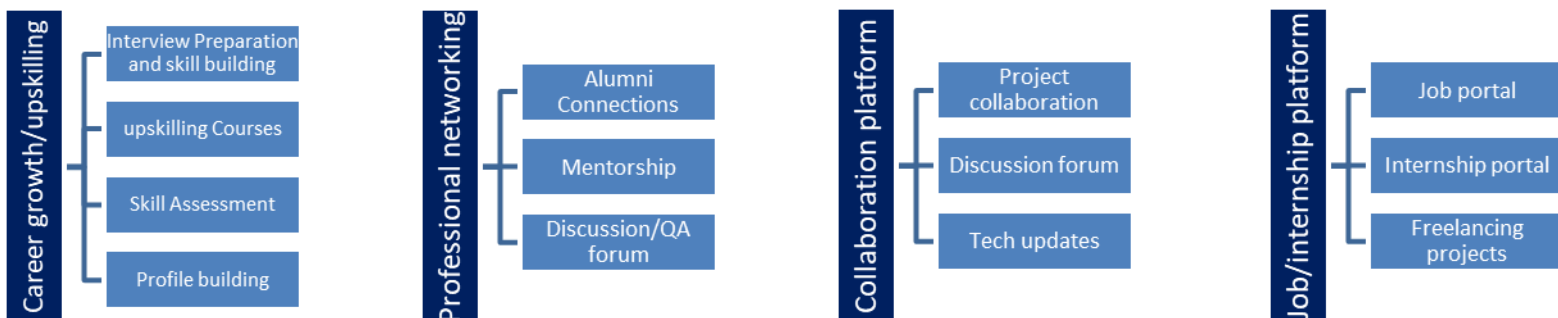 Career growth/upskilling
Interview Preparation
and skill building
upskilling Courses
Skill Assessment
Profile building
Professional networking
Alumni
Connections
Mentorship
Discussion/QA
forum
Collaboration platform
Project
collaboration
Discussion forum
Tech updates
Job/internship platform
Job portal
Internship portal
Freelancing
projects